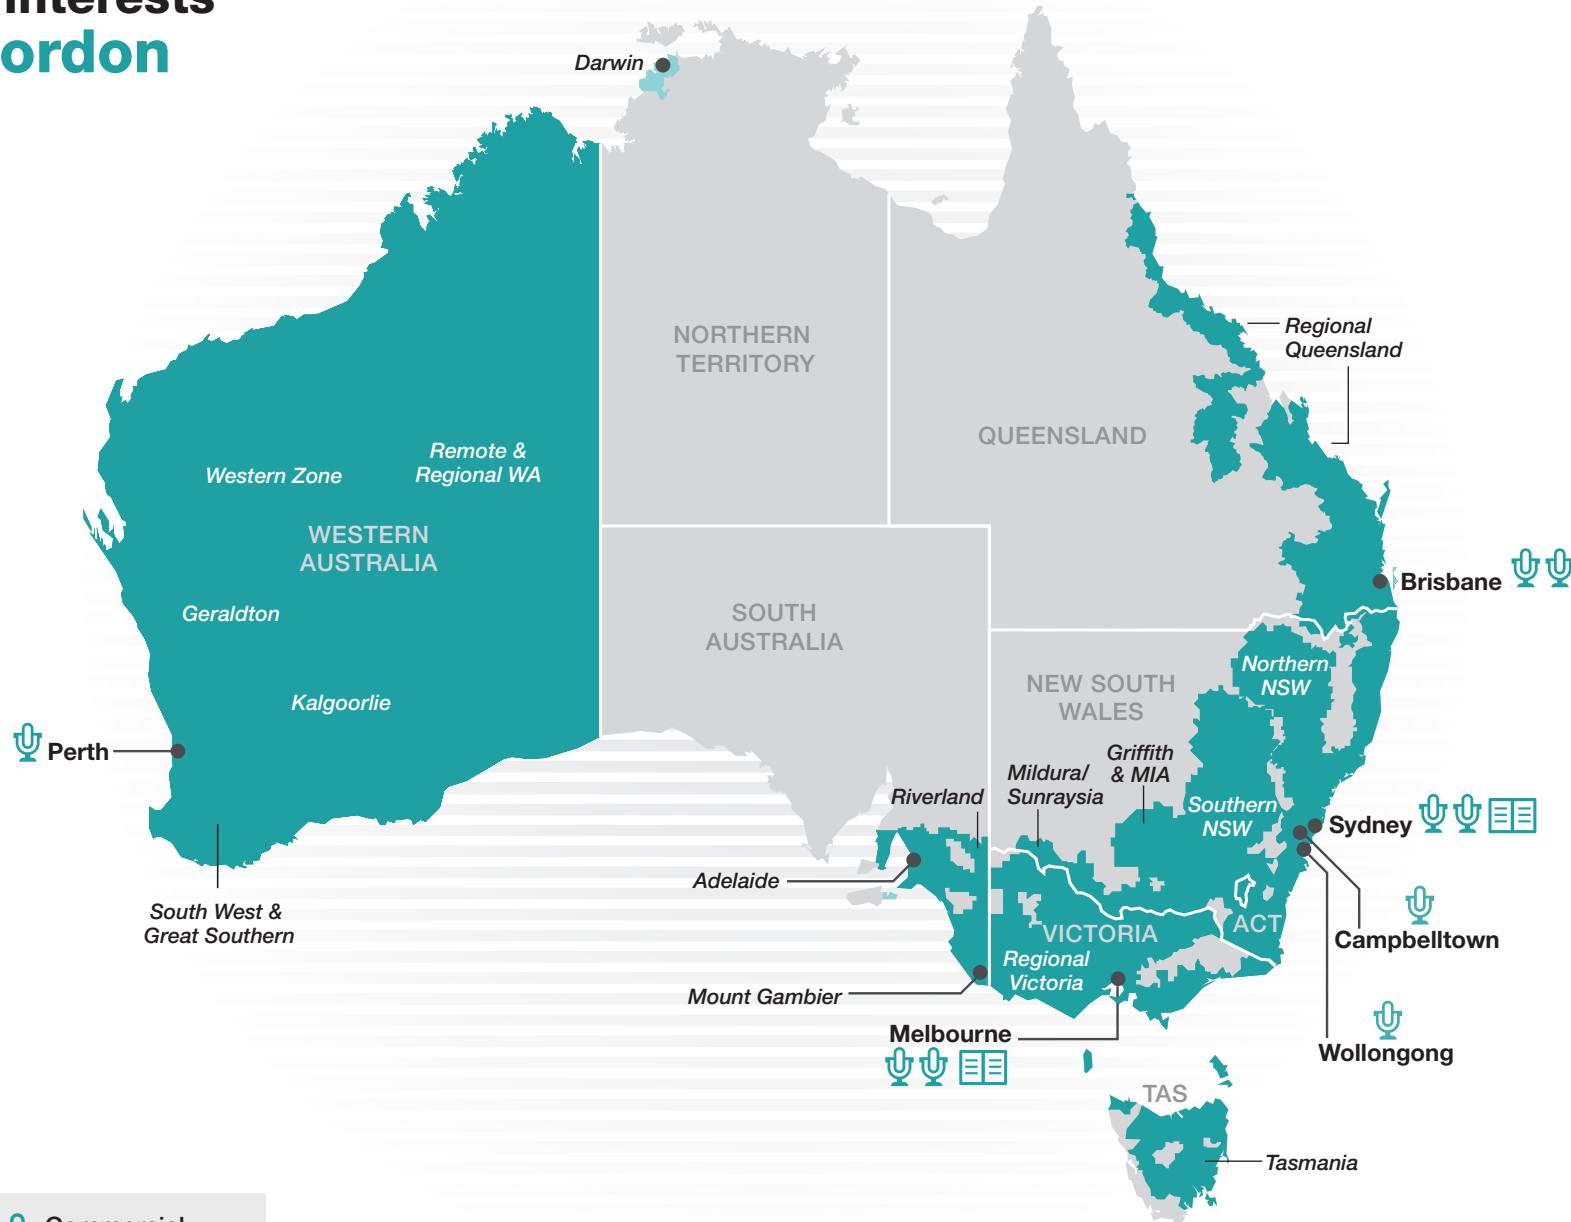 interests
ordon
Darwin
NORTHERN
TERRITORY
Regional
Queensland
QUEENSLAND
Remote &
Regional WA
Western Zone
WESTERN
AUSTRALIA
Brisbane
Geraldton
SOUTH
AUSTRALIA
Northern
NSW
NEW SOUTH
WALES
Kalgoorlie
Perth
Griffith
& MIA
Mildura/
Sunraysia
Riverland
Southern
NSW
Sydney
Adelaide
South West &
Great Southern
ACT
Campbelltown
VICTORIA
Regional
Victoria
Mount Gambier
Melbourne
Wollongong
TAS
Tasmania
Commercial